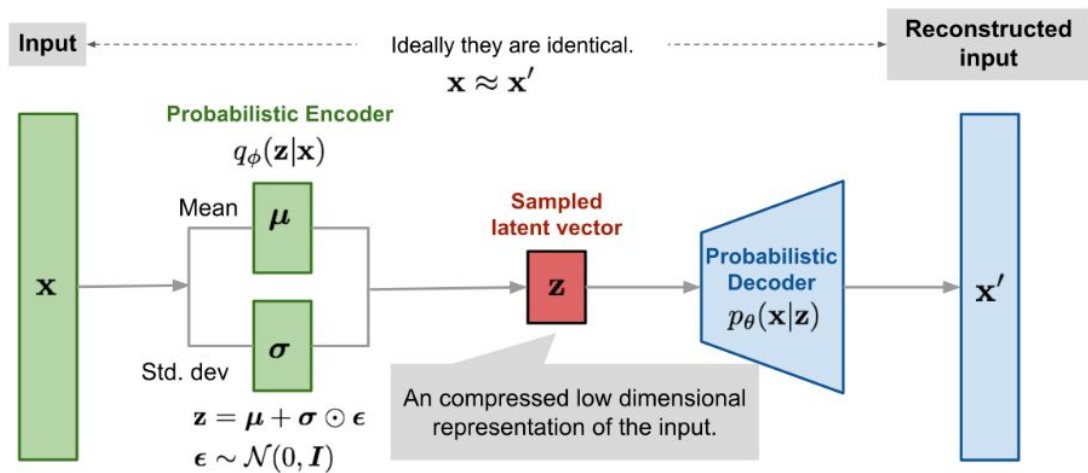 Input
Ideally they are identical.
x ≈ x′
Reconstructed
input
Probabilistic Encoder
qϕ(z|x)
Mean
μ
Sampled
latent vector
x
z
Probabilistic
Decoder
pθ(x|z)
x′
σ
Std. dev
z = μ + σ ⊙ ϵ
ϵ ∼ 𝒩(0, I)
An compressed low dimensional
representation of the input.